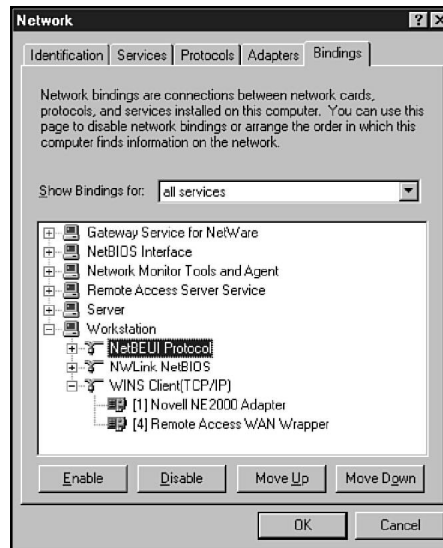 Network
Identification Services Protocols Adapters Bindings
Network bindings are connections between network cards,
protocols, and services installed on this computer. You can use this
page to disable network bindings or arrange the order in which this
computer finds information on the network.
Show Bindings for: all services
Gateway Service for NetWare
NetBIOS Interface
Network Monitor Tools and Agent
Remote Access Server Service
Server
Workstation
NetBEUI Protocol
NWLink NetBIOS
WINS Client(TCP/IP)
[1] Novell NE2000 Adapter
[4] Remote Access WAN Wrapper
Enable Disable Move Up Move Down
OK Cancel